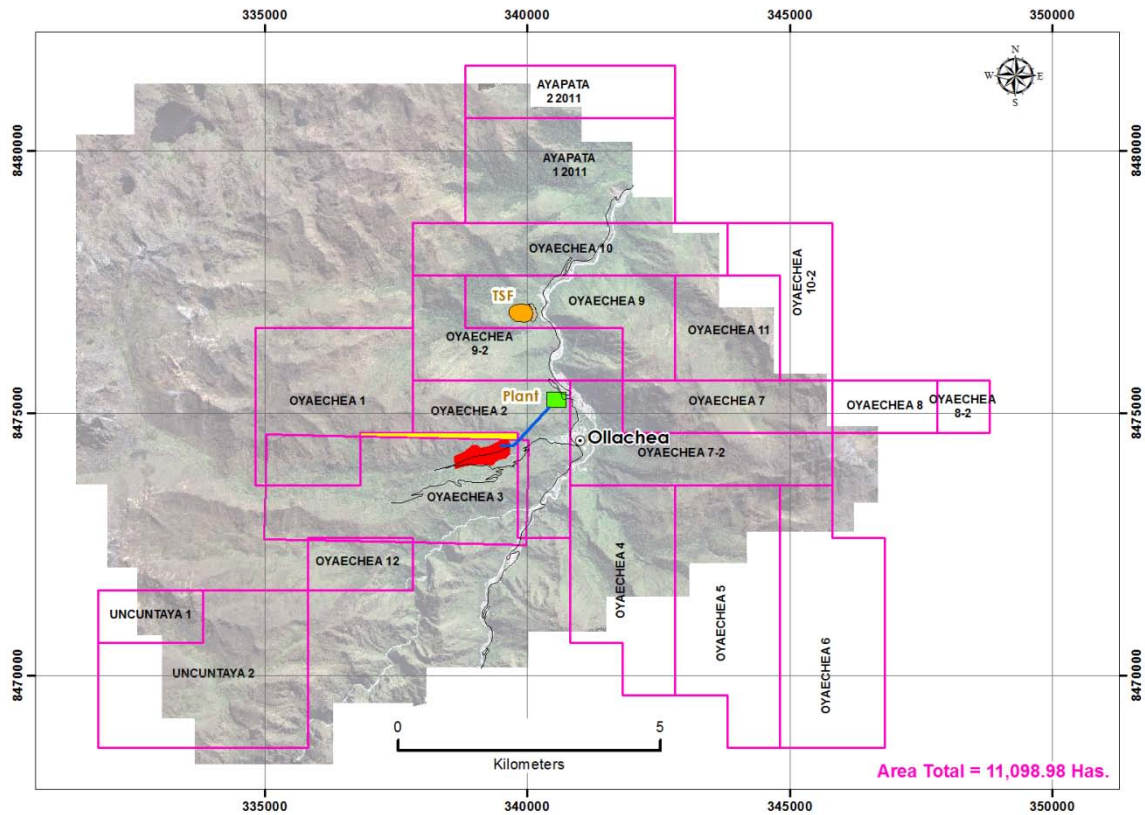 335000
340000
345000
350000
N
W
E
S
AYAPATA
2 2011
8480000
8480000
AYAPATA
1 2011
OYAECHEA 10
OYAECHEA
10-2
TSF
OYAECHEA 9
OYAECHEA
9-2
OYAECHEA 11
Plant
OYAECHEA 1
OYAECHEA 2
OYAECHEA 7
OYAECHEA 8
OYAECHEA
8-2
8475000
8475000
Ollachea
OYAECHEA 7-2
OYAECHEA 3
OYAECHEA 4
OYAECHEA 12
OYAECHEA 5
OYAECHEA 6
UNCUNTAYA 1
UNCUNTAYA 2
8470000
8470000
0
5
Kilometers
Area Total = 11,098.98 Has.
335000
340000
345000
350000